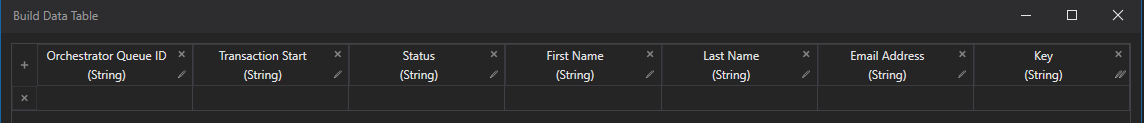 Build Data Table
Orchestrator Queue ID Transaction Start Status First Name Last Name Email Address Key
(String) (String) (String) (String) (String) (String) (String)